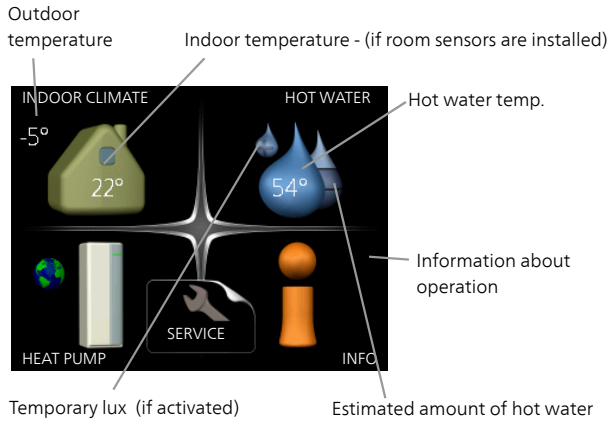 Outdoor
temperature
Indoor temperature - (if room sensors are installed)
INDOOR CLIMATE
HOT WATER
Hot water temp.
-5°
22°
54°
Information about
operation
SERVICE
HEAT PUMP
INFO
Temporary lux (if activated)
Estimated amount of hot water